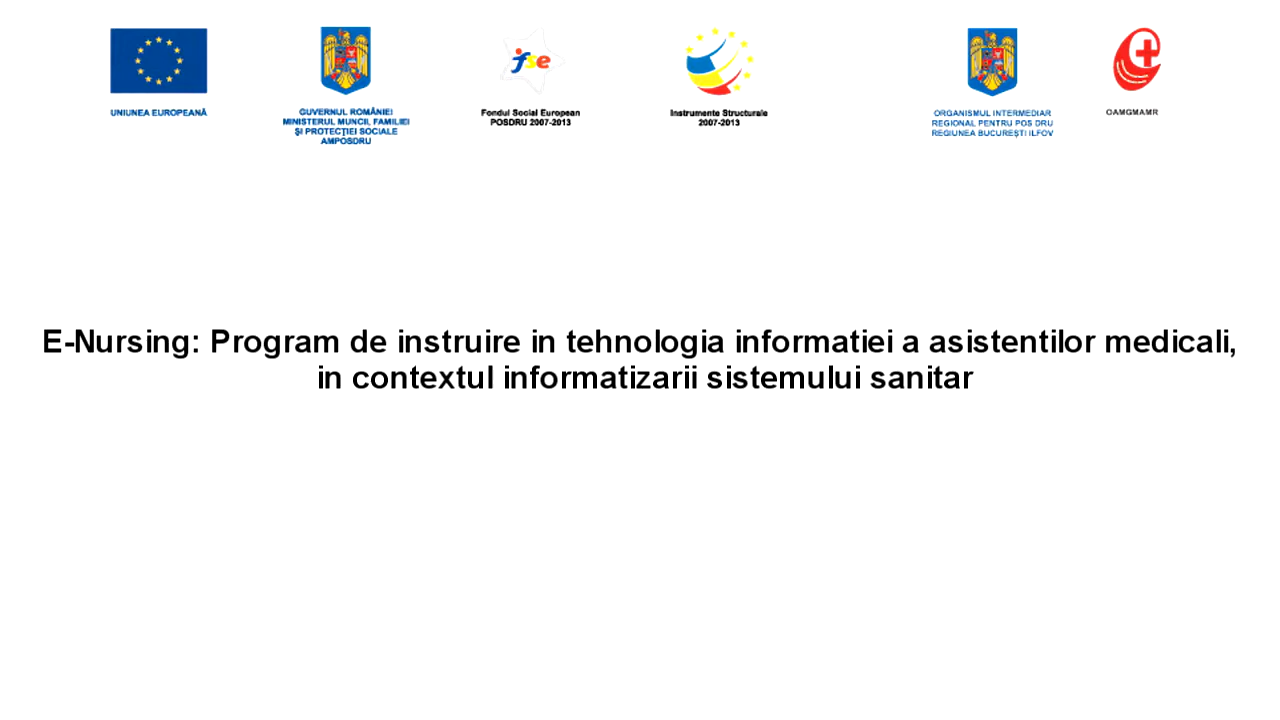 UNIUNEA EUROPEANĂ
GUVERNUL ROMÂNIEI
MINISTERUL MUNCII, FAMILIEI
ŞI PROTECŢIEI SOCIALE
AMPOSDRU
fse
Fondul Social European
POSDRU 2007-2013
Instrumente Structurale
2007-2013
ORGANISMUL INTERMEDIAR
REGIONAL PENTRU POS DRU
REGIUNEA BUCUREŞTI ILFOV
OAMGMAMR
E-Nursing: Program de instruire in tehnologia informatiei a asistentilor medicali,
in contextul informatizarii sistemului sanitar